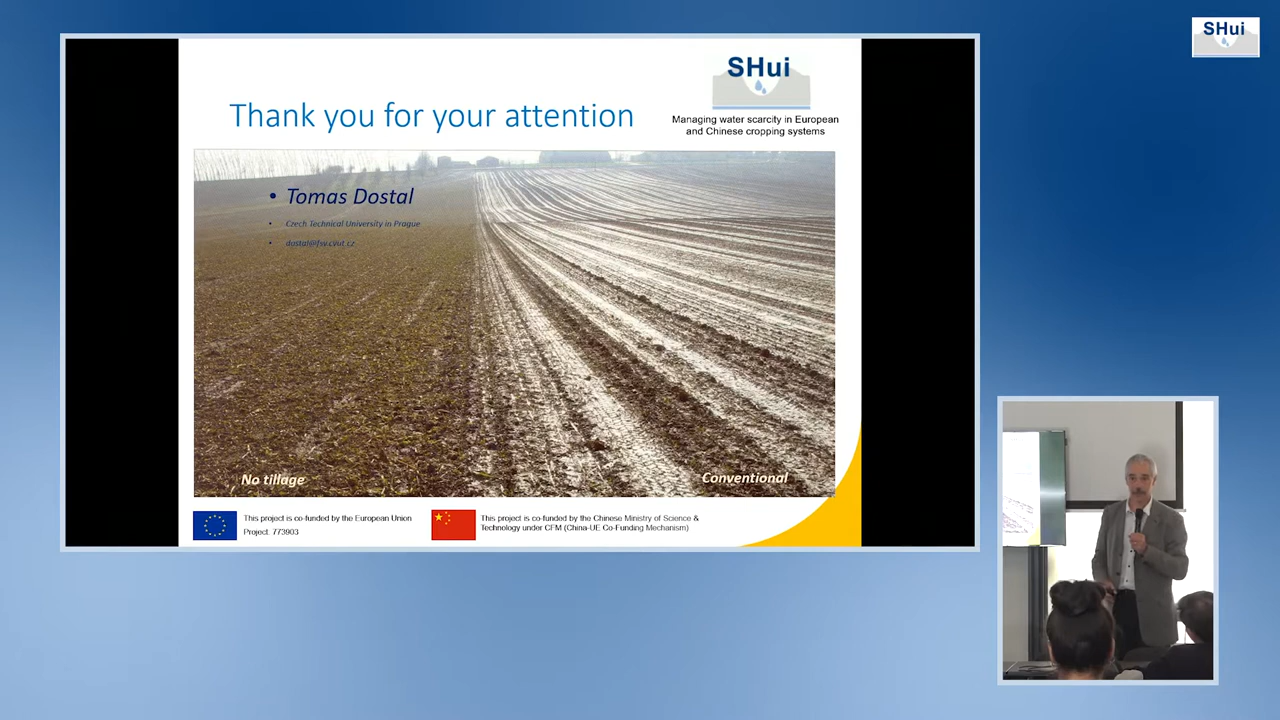 SHui
SHui
Managing water scarcity in European
and Chinese cropping systems
Thank you for your attention
• Tomas Dostal
• Czech Technical University in Prague
• dostal@fsv.cvut.cz
No tillage
Conventional
This project is co-funded by the European Union
Project: 773903
This project is co-funded by the Chinese Ministry of Science &
Technology under CFM (China-UE Co-Funding Mechanism)